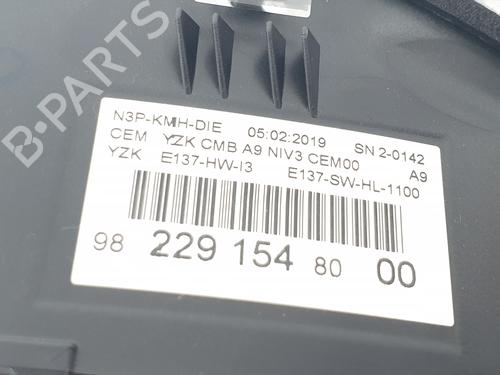 N3P-KMH-DIE 05:02:2019 SN 2-0142
CEM YZK CMB A9 NIV3 CEM00 A9
YZK E137-HW-I3 E137-SW-HL-1100
98 229 154 80 00
B-PARTS